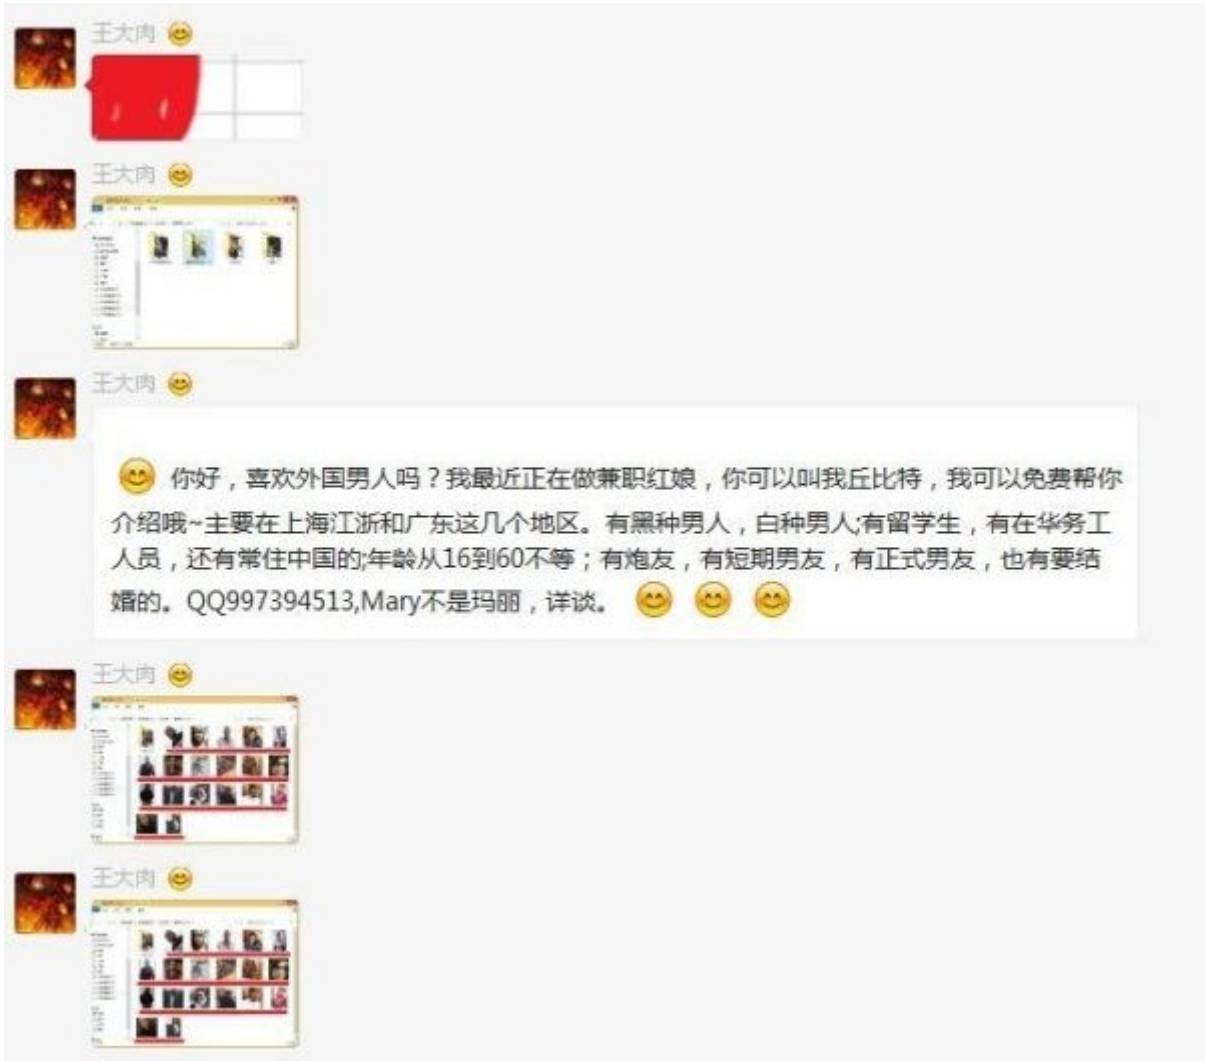 王大肉
王大肉
王大肉
你好，喜欢外国男人吗？我最近正在做兼职红娘，你可以叫我丘比特，我可以免费帮你
介绍哦~主要在上海江浙和广东这几个地区。有黑种男人，白种男人;有留学生，有在华务工
人员，还有常住中国的;年龄从16到60不等；有炮友，有短期男友，有正式男友，也有要结
婚的。QQ997394513,Mary不是玛丽，详谈。
王大肉
王大肉